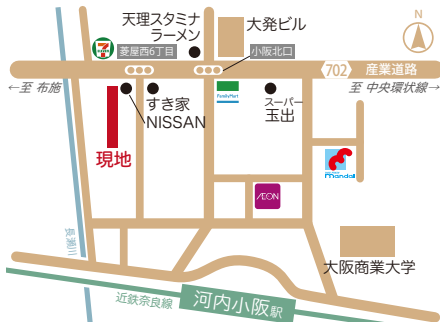 天理スタミナ
ラーメン
大発ビル
N
7
菱屋西6丁目
小阪北口
702 産業道路
←至 布施
至 中央環状線→
すき家
NISSAN
FamilyMart
スーパー
玉出
現地
mandai
ÆON
長瀬川
大阪商業大学
近鉄奈良線
河内小阪駅